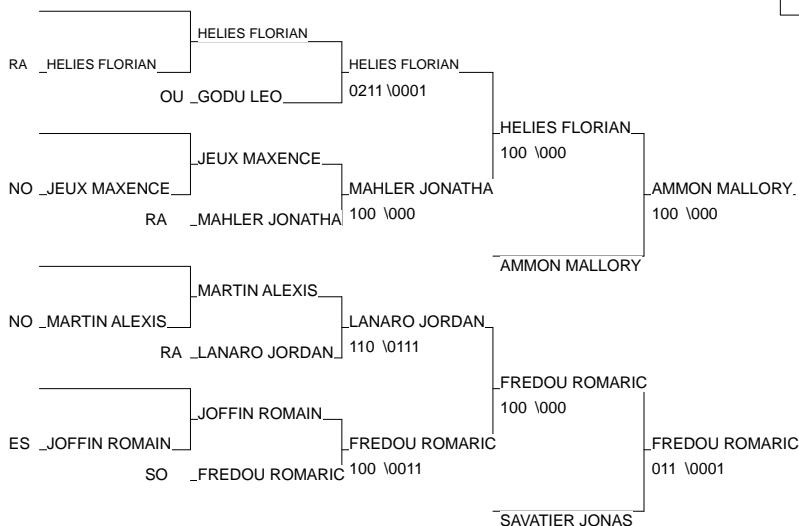 HELIES FLORIAN
RA HELIES FLORIAN HELIES FLORIAN
OU GODU LEO 0211 \0001
HELIES FLORIAN
100 \000
JEUX MAXENCE
NO JEUX MAXENCE MAHLER JONATHA AMMON MALLORY
RA MAHLER JONATHA 100 \000 100 \000
AMMON MALLORY
MARTIN ALEXIS
NO MARTIN ALEXIS LANARO JORDAN
RA LANARO JORDAN 110 \0111
FREDOU ROMARIC
100 \000
JOFFIN ROMAIN
ES JOFFIN ROMAIN FREDOU ROMARIC FREDOU ROMARIC
SO FREDOU ROMARIC 100 \0011 011 \0001
SAVATIER JONAS